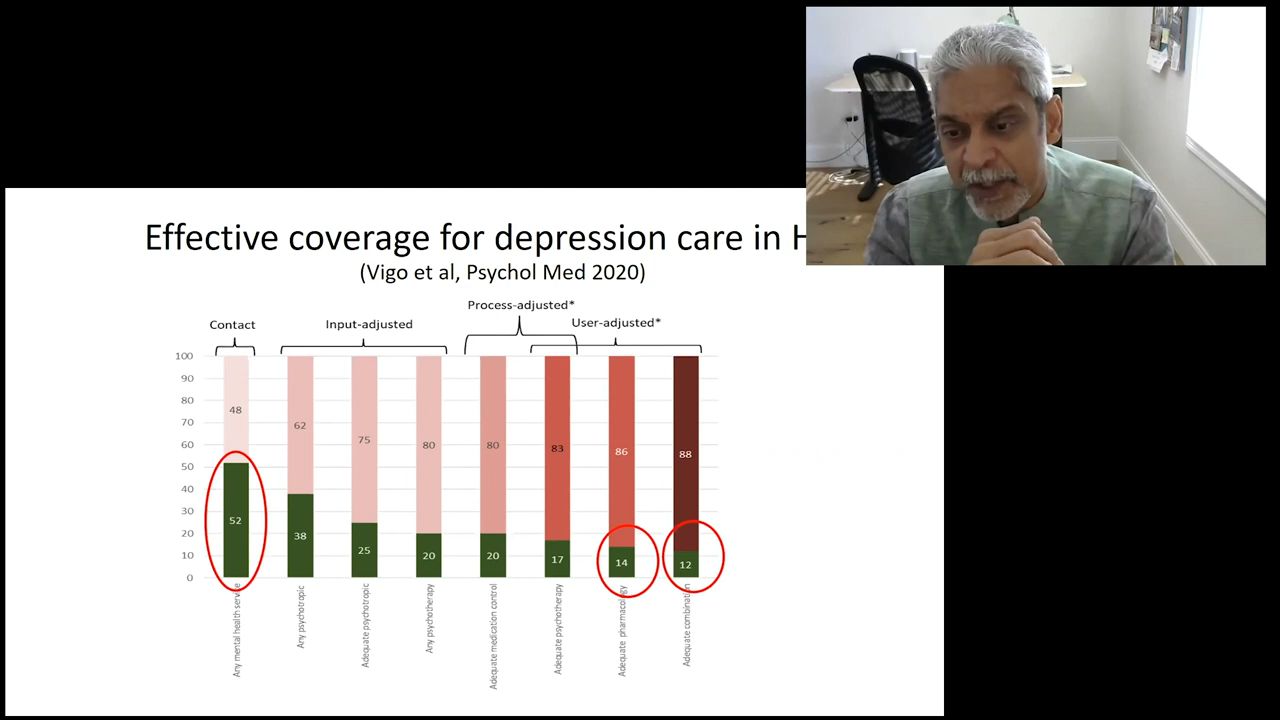 Effective coverage for depression care in H
(Vigo et al, Psychol Med 2020)
Process-adjusted*
Contact
Input-adjusted
User-adjusted*
100
90
80
70
60
50
40
30
20
10
0
48
62
75
80
80
83
86
88
52
38
25
20
20
17
14
12
Any mental health service
Any psychotropic
Adequate psychotropic
Any psychotherapy
Adequate medication control
Adequate psychotherapy
Adequate pharmacology
Adequate combination